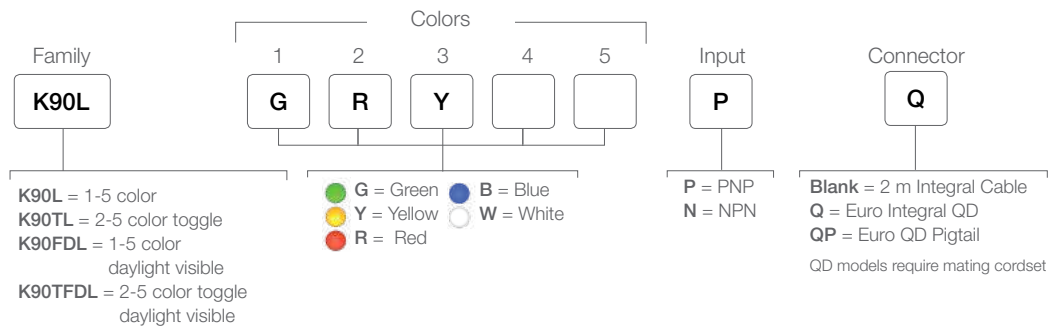 Colors
Family 1 2 3 4 5 Input Connector
K90L G R Y P Q
K90L = 1-5 color
K90TL = 2-5 color toggle
K90FDL = 1-5 color
daylight visible
K90TFDL = 2-5 color toggle
daylight visible
G = Green B = Blue
Y = Yellow W = White
R = Red
P = PNP
N = NPN
Blank = 2 m Integral Cable
Q = Euro Integral QD
QP = Euro QD Pigtail
QD models require mating cordset